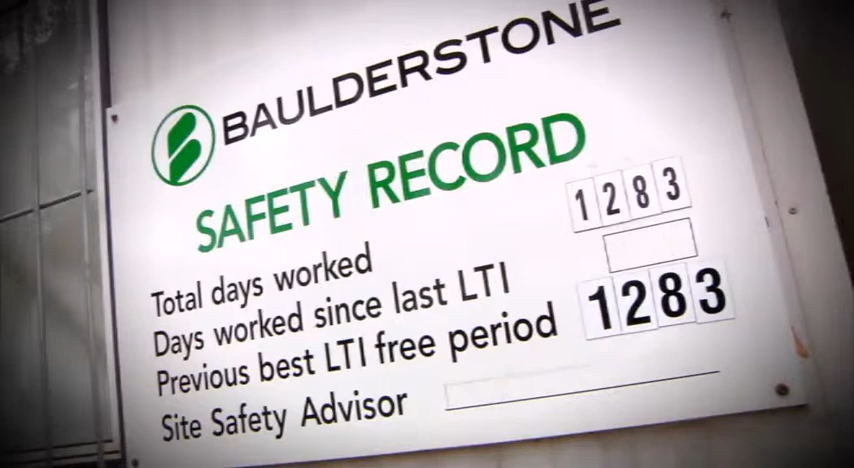 BAULDERSTONE
SAFETY RECORD
Total days worked 1283
Days worked since last LTI
Previous best LTI free period 1283
Site Safety Advisor